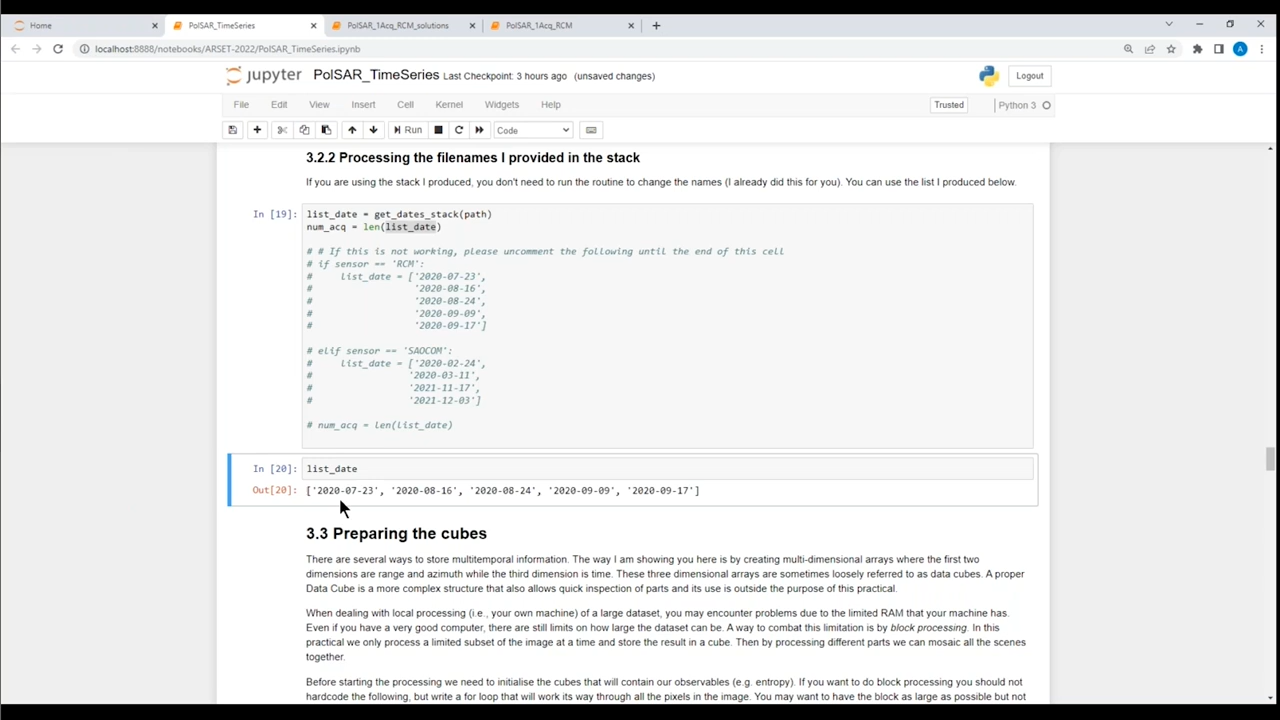 Home
PolSAR_TimeSeries
PolSAR_1Acq_RCM_solutions
PolSAR_1Acq_RCM
localhost:8888/notebooks/ARSET-2022/PolSAR_TimeSeries.ipynb
A
jupyter PolSAR_TimeSeries Last Checkpoint: 3 hours ago (unsaved changes)
Logout
File Edit View Insert Cell Kernel Widgets Help
Trusted
Python 3
Run
Code
3.2.2 Processing the filenames I provided in the stack
If you are using the stack I produced, you don't need to run the routine to change the names (I already did this for you). You can use the list I produced below.
In [19]: list_date = get_dates_stack(path)
num_acq = len(list_date)
# # If this is not working, please uncomment the following until the end of this cell
# if sensor == 'RCM':
#     list_date = ['2020-07-23',
#                  '2020-08-16',
#                  '2020-08-24',
#                  '2020-09-09',
#                  '2020-09-17']
# elif sensor == 'SAOCOM':
#     list_date = ['2020-02-24',
#                 '2020-03-11',
#                 '2021-11-17',
#                 '2021-12-03']
# num_acq = len(list_date)
In [20]: list_date
Out[20]: ['2020-07-23', '2020-08-16', '2020-08-24', '2020-09-09', '2020-09-17']
3.3 Preparing the cubes
There are several ways to store multitemporal information. The way I am showing you here is by creating multi-dimensional arrays where the first two
dimensions are range and azimuth while the third dimension is time. These three dimensional arrays are sometimes loosely referred to as data cubes. A proper
Data Cube is a more complex structure that also allows quick inspection of parts and its use is outside the purpose of this practical.
When dealing with local processing (i.e., your own machine) of a large dataset, you may encounter problems due to the limited RAM that your machine has.
Even if you have a very good computer, there are still limits on how large the dataset can be. A way to combat this limitation is by block processing. In this
practical we only process a limited subset of the image at a time and store the result in a cube. Then by processing different parts we can mosaic all the scenes
together.
Before starting the processing we need to initialise the cubes that will contain our observables (e.g. entropy). If you want to do block processing you should not
hardcode the following, but write a for loop that will work its way through all the pixels in the image. You may want to have the block as large as possible but not